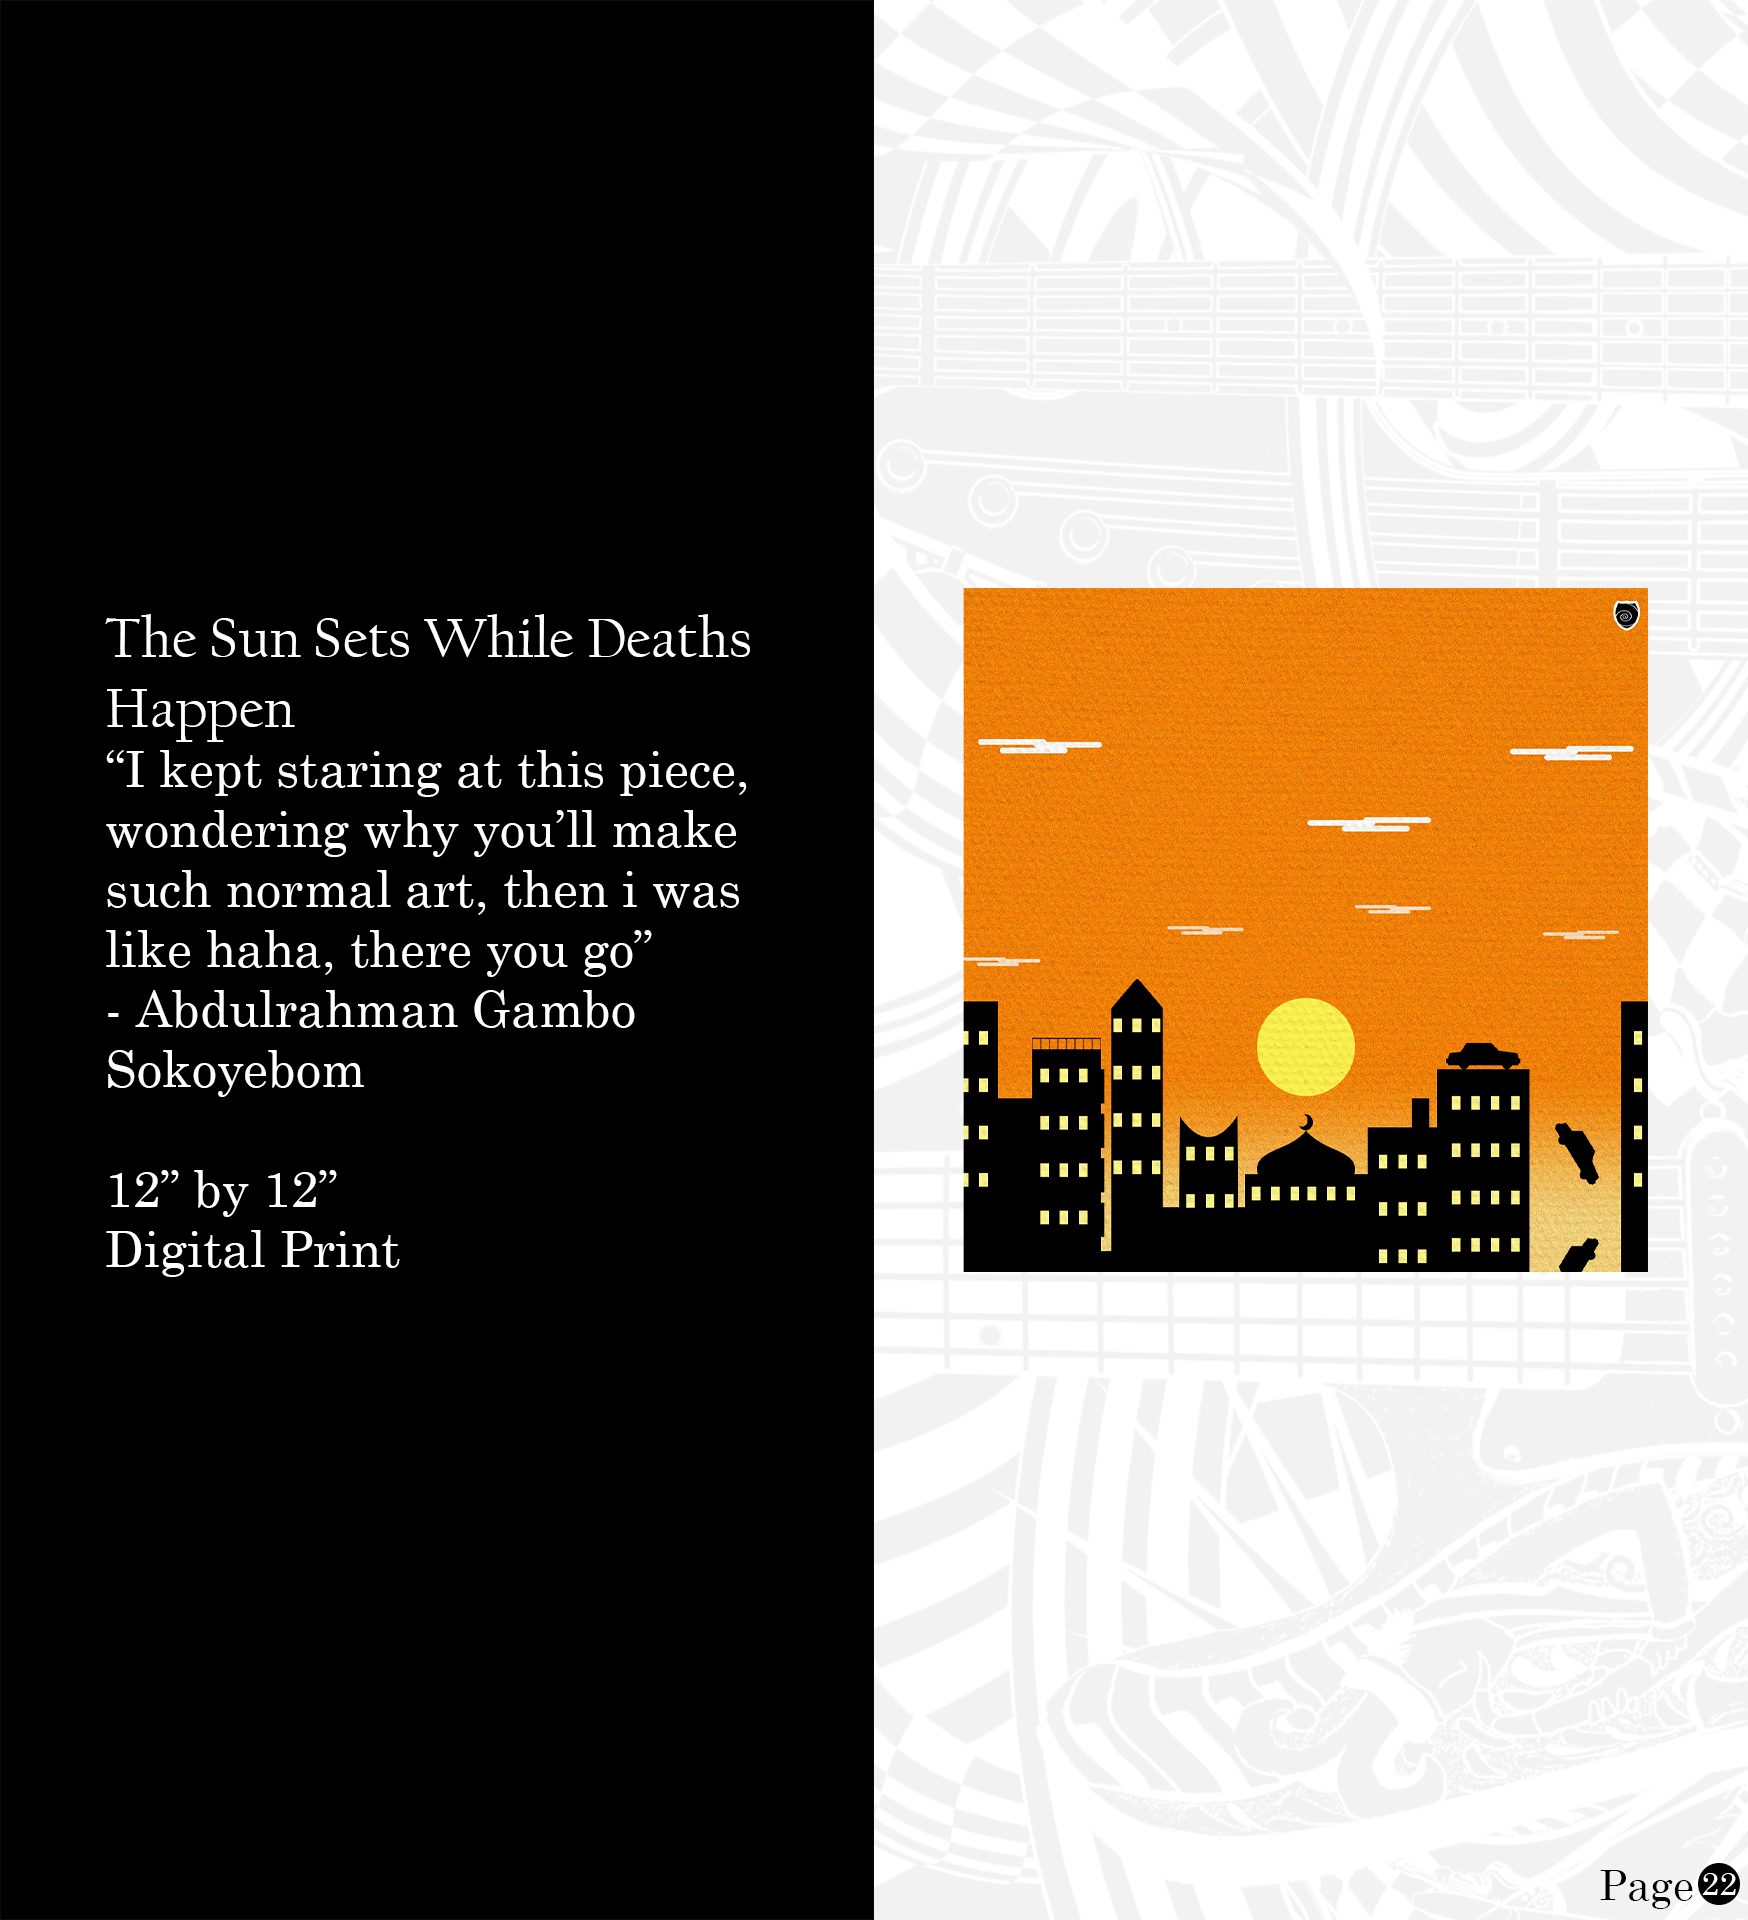 The Sun Sets While Deaths
Happen
“I kept staring at this piece,
wondering why you’ll make
such normal art, then i was
like haha, there you go”
- Abdulrahman Gambo
Sokoyebom
12” by 12”
Digital Print
Page 22